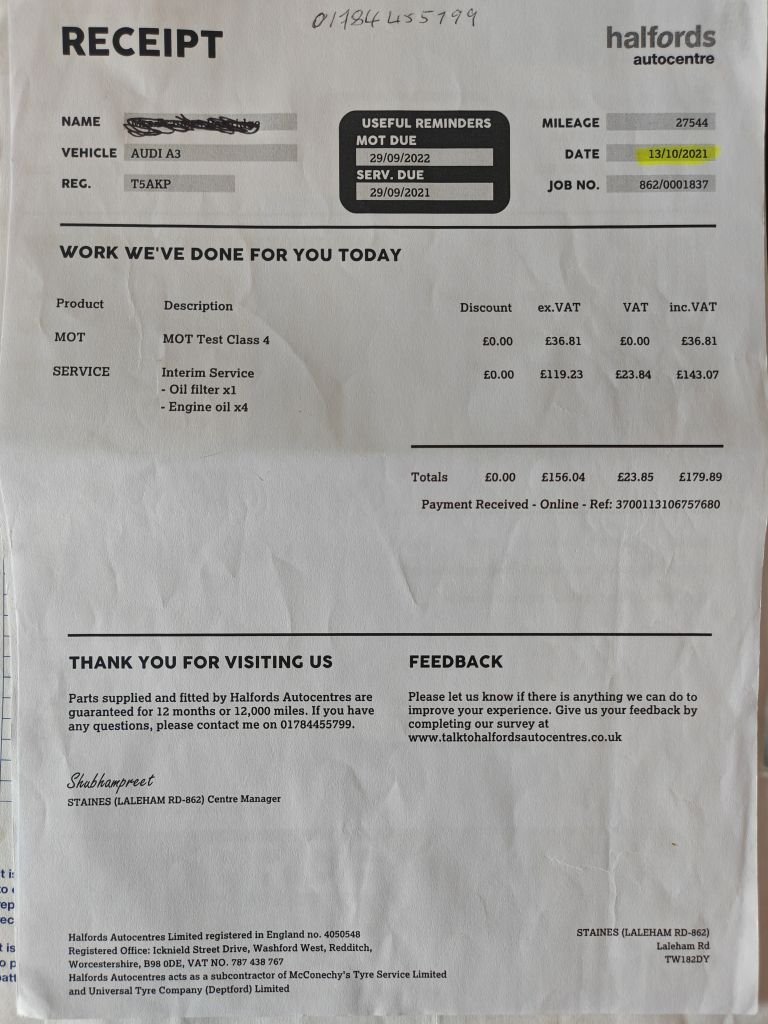 01784 455799
RECEIPT
halfords
autocentre
NAME
VEHICLE AUDI A3
REG. T5AKP
USEFUL REMINDERS
MOT DUE
29/09/2022
SERV. DUE
29/09/2021
MILEAGE 27544
DATE 13/10/2021
JOB NO. 862/0001837
WORK WE'VE DONE FOR YOU TODAY
Product Description Discount ex.VAT VAT inc.VAT
MOT MOT Test Class 4 £0.00 £36.81 £0.00 £36.81
SERVICE Interim Service £0.00 £119.23 £23.84 £143.07
- Oil filter x1
- Engine oil x4
Totals £0.00 £156.04 £23.85 £179.89
Payment Received - Online - Ref: 3700113106757680
THANK YOU FOR VISITING US
Parts supplied and fitted by Halfords Autocentres are
guaranteed for 12 months or 12,000 miles. If you have
any questions, please contact me on 01784455799.
Shubhampreet
STAINES (LALEHAM RD-862) Centre Manager
FEEDBACK
Please let us know if there is anything we can do to
improve your experience. Give us your feedback by
completing our survey at
www.talktohalfordsautocentres.co.uk
Halfords Autocentres Limited registered in England no. 4050548
Registered Office: Icknield Street Drive, Washford West, Redditch,
Worcestershire, B98 0DE, VAT NO. 787 438 767
Halfords Autocentres acts as a subcontractor of McConechy's Tyre Service Limited
and Universal Tyre Company (Deptford) Limited
STAINES (LALEHAM RD-862)
Laleham Rd
TW182DY